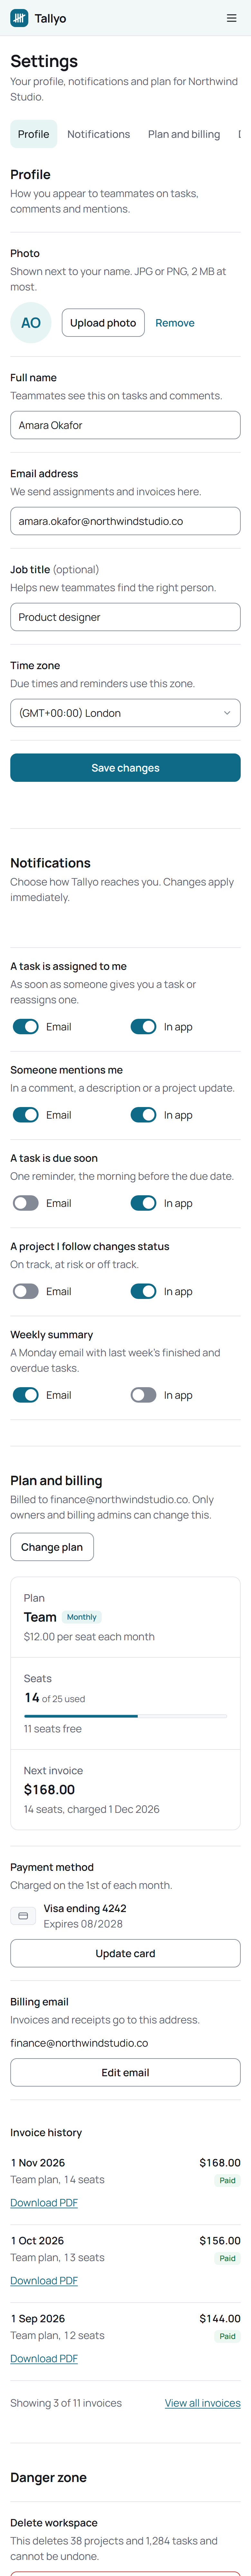 Tallyo
Settings
Your profile, notifications and plan for Northwind
Studio.
Profile
Notifications
Plan and billing
Profile
How you appear to teammates on tasks,
comments and mentions.
Photo
Shown next to your name. JPG or PNG, 2 MB at
most.
AO
Upload photo
Remove
Full name
Teammates see this on tasks and comments.
Amara Okafor
Email address
We send assignments and invoices here.
amara.okafor@northwindstudio.co
Job title (optional)
Helps new teammates find the right person.
Product designer
Time zone
Due times and reminders use this zone.
(GMT+00:00) London
Save changes
Notifications
Choose how Tallyo reaches you. Changes apply
immediately.
A task is assigned to me
As soon as someone gives you a task or
reassigns one.
Email
In app
Someone mentions me
In a comment, a description or a project update.
Email
In app
A task is due soon
One reminder, the morning before the due date.
Email
In app
A project I follow changes status
On track, at risk or off track.
Email
In app
Weekly summary
A Monday email with last week's finished and
overdue tasks.
Email
In app
Plan and billing
Billed to finance@northwindstudio.co. Only
owners and billing admins can change this.
Change plan
Plan
Team Monthly
$12.00 per seat each month
Seats
14 of 25 used
11 seats free
Next invoice
$168.00
14 seats, charged 1 Dec 2026
Payment method
Charged on the 1st of each month.
Visa ending 4242
Expires 08/2028
Update card
Billing email
Invoices and receipts go to this address.
finance@northwindstudio.co
Edit email
Invoice history
1 Nov 2026 $168.00
Team plan, 14 seats Paid
Download PDF
1 Oct 2026 $156.00
Team plan, 13 seats Paid
Download PDF
1 Sep 2026 $144.00
Team plan, 12 seats Paid
Download PDF
Showing 3 of 11 invoices View all invoices
Danger zone
Delete workspace
This deletes 38 projects and 1,284 tasks and
cannot be undone.